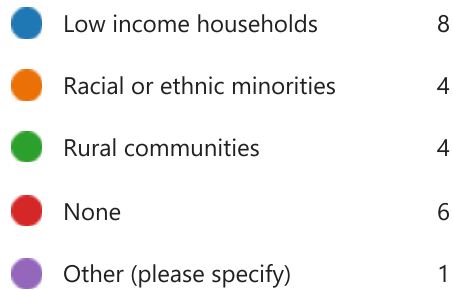 Low income households 8
Racial or ethnic minorities 4
Rural communities 4
None 6
Other (please specify) 1